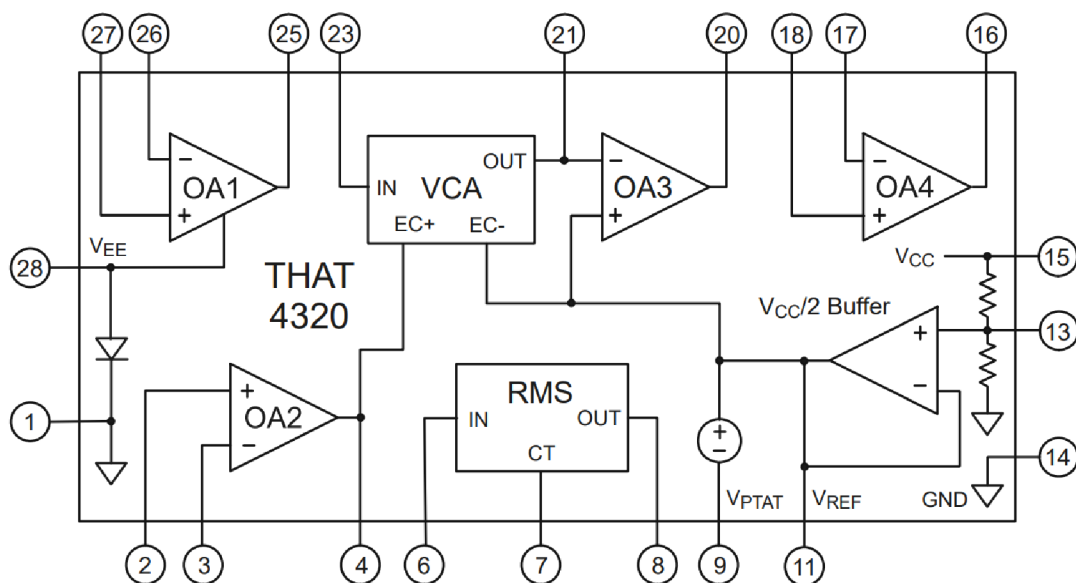 27
26
25
23
21
20
18
17
16
−
OA1
+
OUT
IN
VCA
EC+
EC-
−
OA3
+
−
OA4
+
28
VEE
THAT
4320
VCC
15
VCC/2 Buffer
+
13
−
1
+
OA2
−
RMS
IN
OUT
CT
+
−
14
VPTAT
VREF
GND
2
3
4
6
7
8
9
11